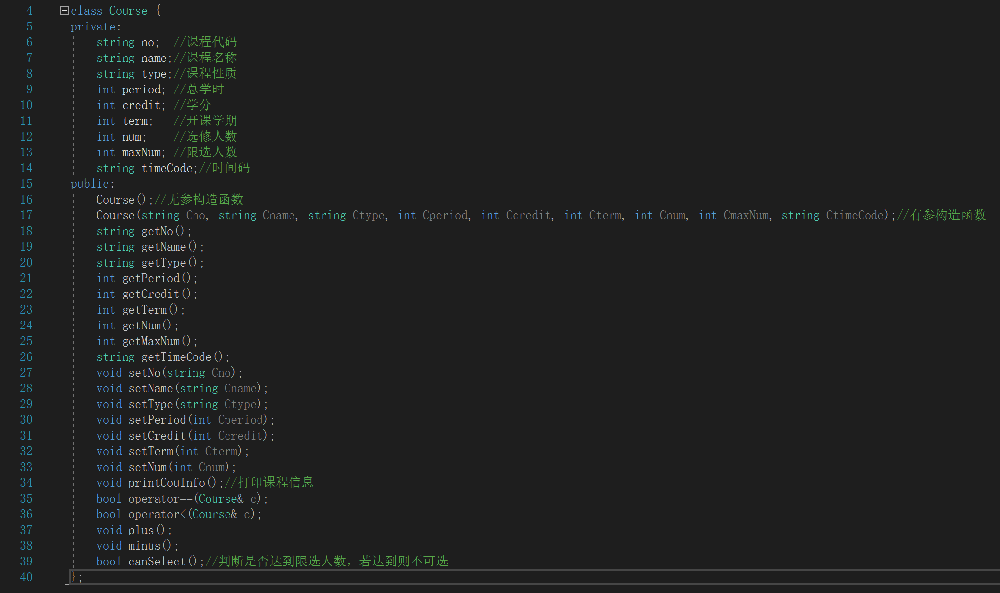 4 class Course {
5 private:
6 string no; //课程代码
7 string name;//课程名称
8 string type;//课程性质
9 int period; //总学时
10 int credit; //学分
11 int term; //开课学期
12 int num; //选修人数
13 int maxNum; //限选人数
14 string timeCode;//时间码
15 public:
16 Course();//无参构造函数
17 Course(string Cno, string Cname, string Ctype, int Cperiod, int Ccredit, int Cterm, int Cnum, int CmaxNum, string CtimeCode);//有参构造函数
18 string getNo();
19 string getName();
20 string getType();
21 int getPeriod();
22 int getCredit();
23 int getTerm();
24 int getNum();
25 int getMaxNum();
26 string getTimeCode();
27 void setNo(string Cno);
28 void setName(string Cname);
29 void setType(string Ctype);
30 void setPeriod(int Cperiod);
31 void setCredit(int Ccredit);
32 void setTerm(int Cterm);
33 void setNum(int Cnum);
34 void printCouInfo();//打印课程信息
35 bool operator==(Course& c);
36 bool operator<(Course& c);
37 void plus();
38 void minus();
39 bool canSelect();//判断是否达到限选人数，若达到则不可选
40 };